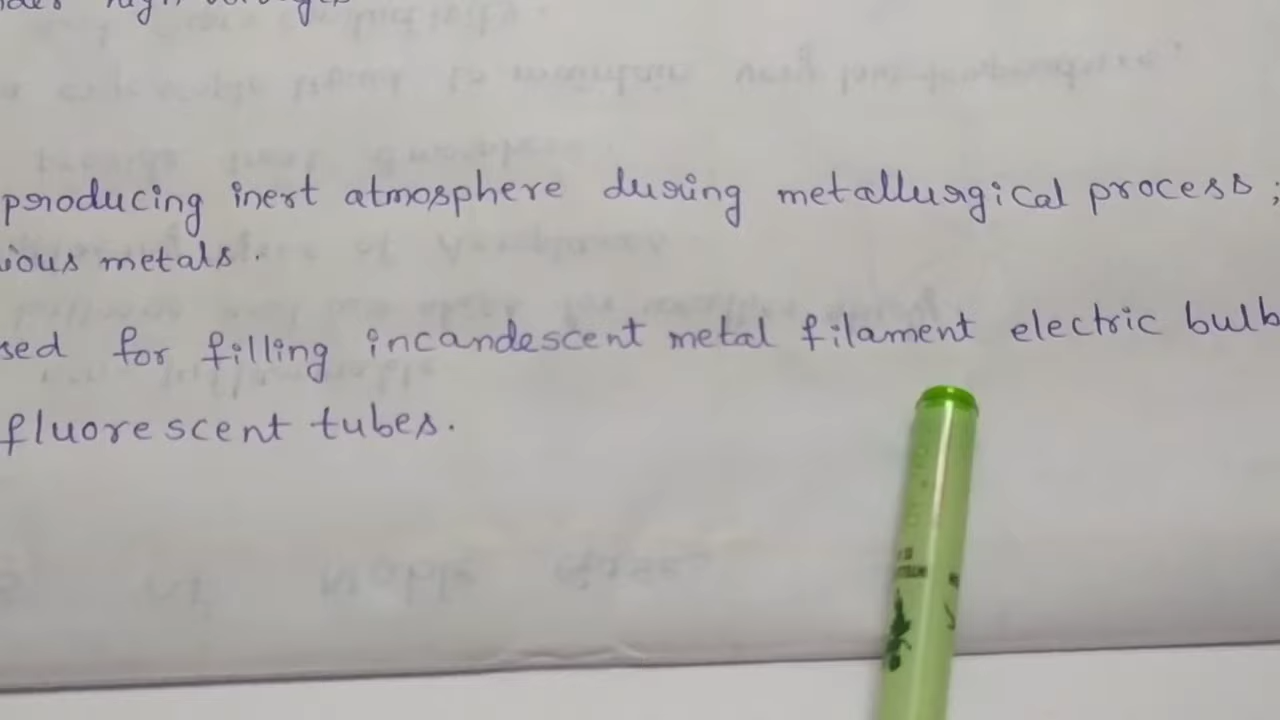 producing inert atmosphere during metallurgical process;
ious metals.
sed for filling incandescent metal filament electric bulb
fluorescent tubes.